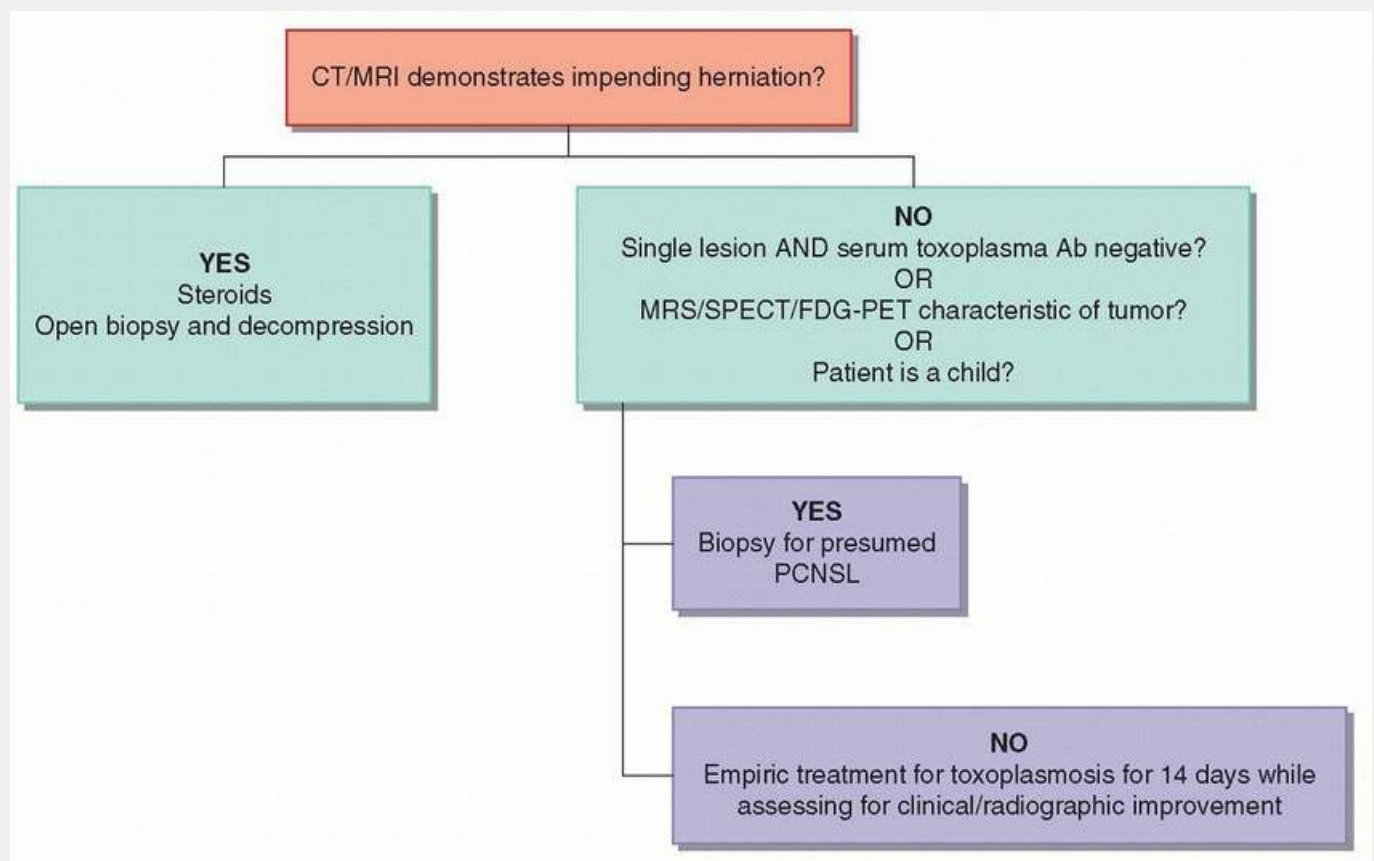 CT/MRI demonstrates impending herniation?
YES
Steroids
Open biopsy and decompression
NO
Single lesion AND serum toxoplasma Ab negative?
OR
MRS/SPECT/FDG-PET characteristic of tumor?
OR
Patient is a child?
YES
Biopsy for presumed
PCNSL
NO
Empiric treatment for toxoplasmosis for 14 days while
assessing for clinical/radiographic improvement